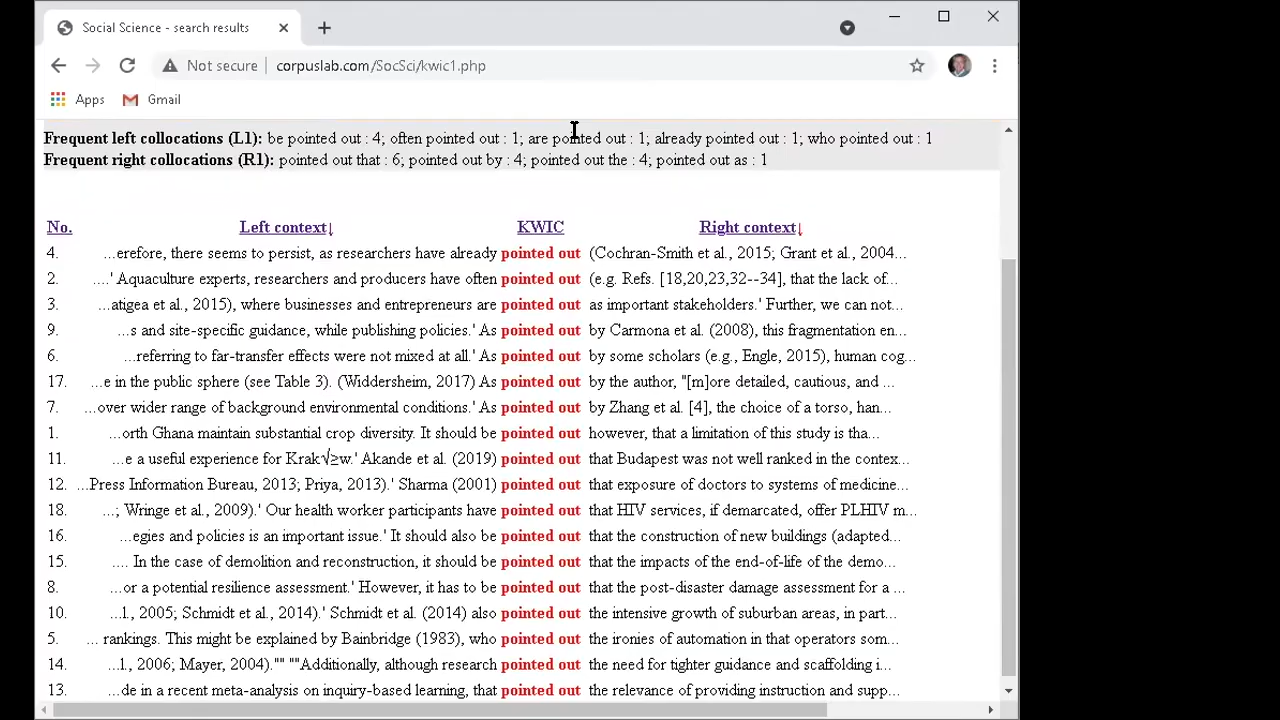 Social Science - search results
Not secure | corpuslab.com/SocSci/kwic1.php
Apps Gmail
Frequent left collocations (L1): be pointed out : 4; often pointed out : 1; are pointed out : 1; already pointed out : 1; who pointed out : 1
Frequent right collocations (R1): pointed out that : 6; pointed out by : 4; pointed out the : 4; pointed out as : 1
No. Left context↓ KWIC Right context↓
4. ...erefore, there seems to persist, as researchers have already pointed out (Cochran-Smith et al., 2015; Grant et al., 2004...
2. ....' Aquaculture experts, researchers and producers have often pointed out (e.g. Refs. [18,20,23,32--34], that the lack of...
3. ...atigea et al., 2015), where businesses and entrepreneurs are pointed out as important stakeholders.' Further, we can not...
9. ...s and site-specific guidance, while publishing policies.' As pointed out by Carmona et al. (2008), this fragmentation en...
6. ...referring to far-transfer effects were not mixed at all.' As pointed out by some scholars (e.g., Engle, 2015), human cog...
17. ...e in the public sphere (see Table 3). (Widdersheim, 2017) As pointed out by the author, "[m]ore detailed, cautious, and ...
7. ...over wider range of background environmental conditions.' As pointed out by Zhang et al. [4], the choice of a torso, han...
1. ...orth Ghana maintain substantial crop diversity. It should be pointed out however, that a limitation of this study is tha...
11. ...e a useful experience for Krak√≥w.' Akande et al. (2019) pointed out that Budapest was not well ranked in the contex...
12. ...Press Information Bureau, 2013; Priya, 2013).' Sharma (2001) pointed out that exposure of doctors to systems of medicine...
18. ...; Wringe et al., 2009).' Our health worker participants have pointed out that HIV services, if demarcated, offer PLHIV m...
16. ...egies and policies is an important issue.' It should also be pointed out that the construction of new buildings (adapted...
15. .... In the case of demolition and reconstruction, it should be pointed out that the impacts of the end-of-life of the demo...
8. ...or a potential resilience assessment.' However, it has to be pointed out that the post-disaster damage assessment for a ...
10. ...l., 2005; Schmidt et al., 2014).' Schmidt et al. (2014) also pointed out the intensive growth of suburban areas, in part...
5. ... rankings. This might be explained by Bainbridge (1983), who pointed out the ironies of automation in that operators som...
14. ...l., 2006; Mayer, 2004)."" ""Additionally, although research pointed out the need for tighter guidance and scaffolding i...
13. ...de in a recent meta-analysis on inquiry-based learning, that pointed out the relevance of providing instruction and supp...